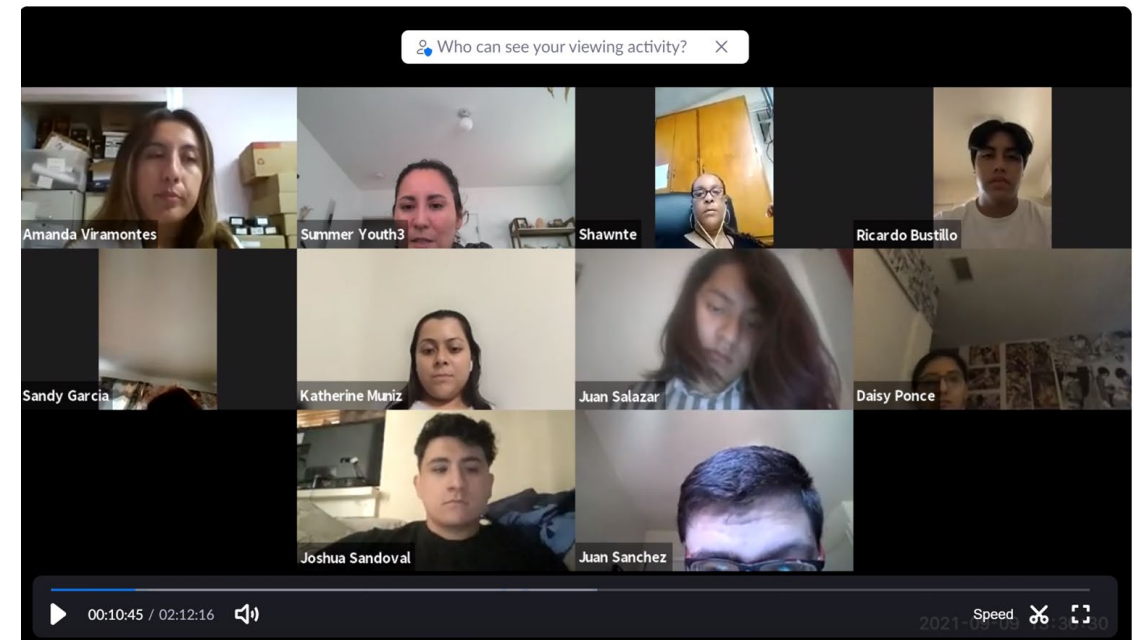 Who can see your viewing activity?
Amanda Viramontes
Summer Youth3
Shawnte
Ricardo Bustillo
Sandy Garcia
Katherine Muniz
Juan Salazar
Daisy Ponce
Joshua Sandoval
Juan Sanchez
00:10:45 / 02:12:16
Speed